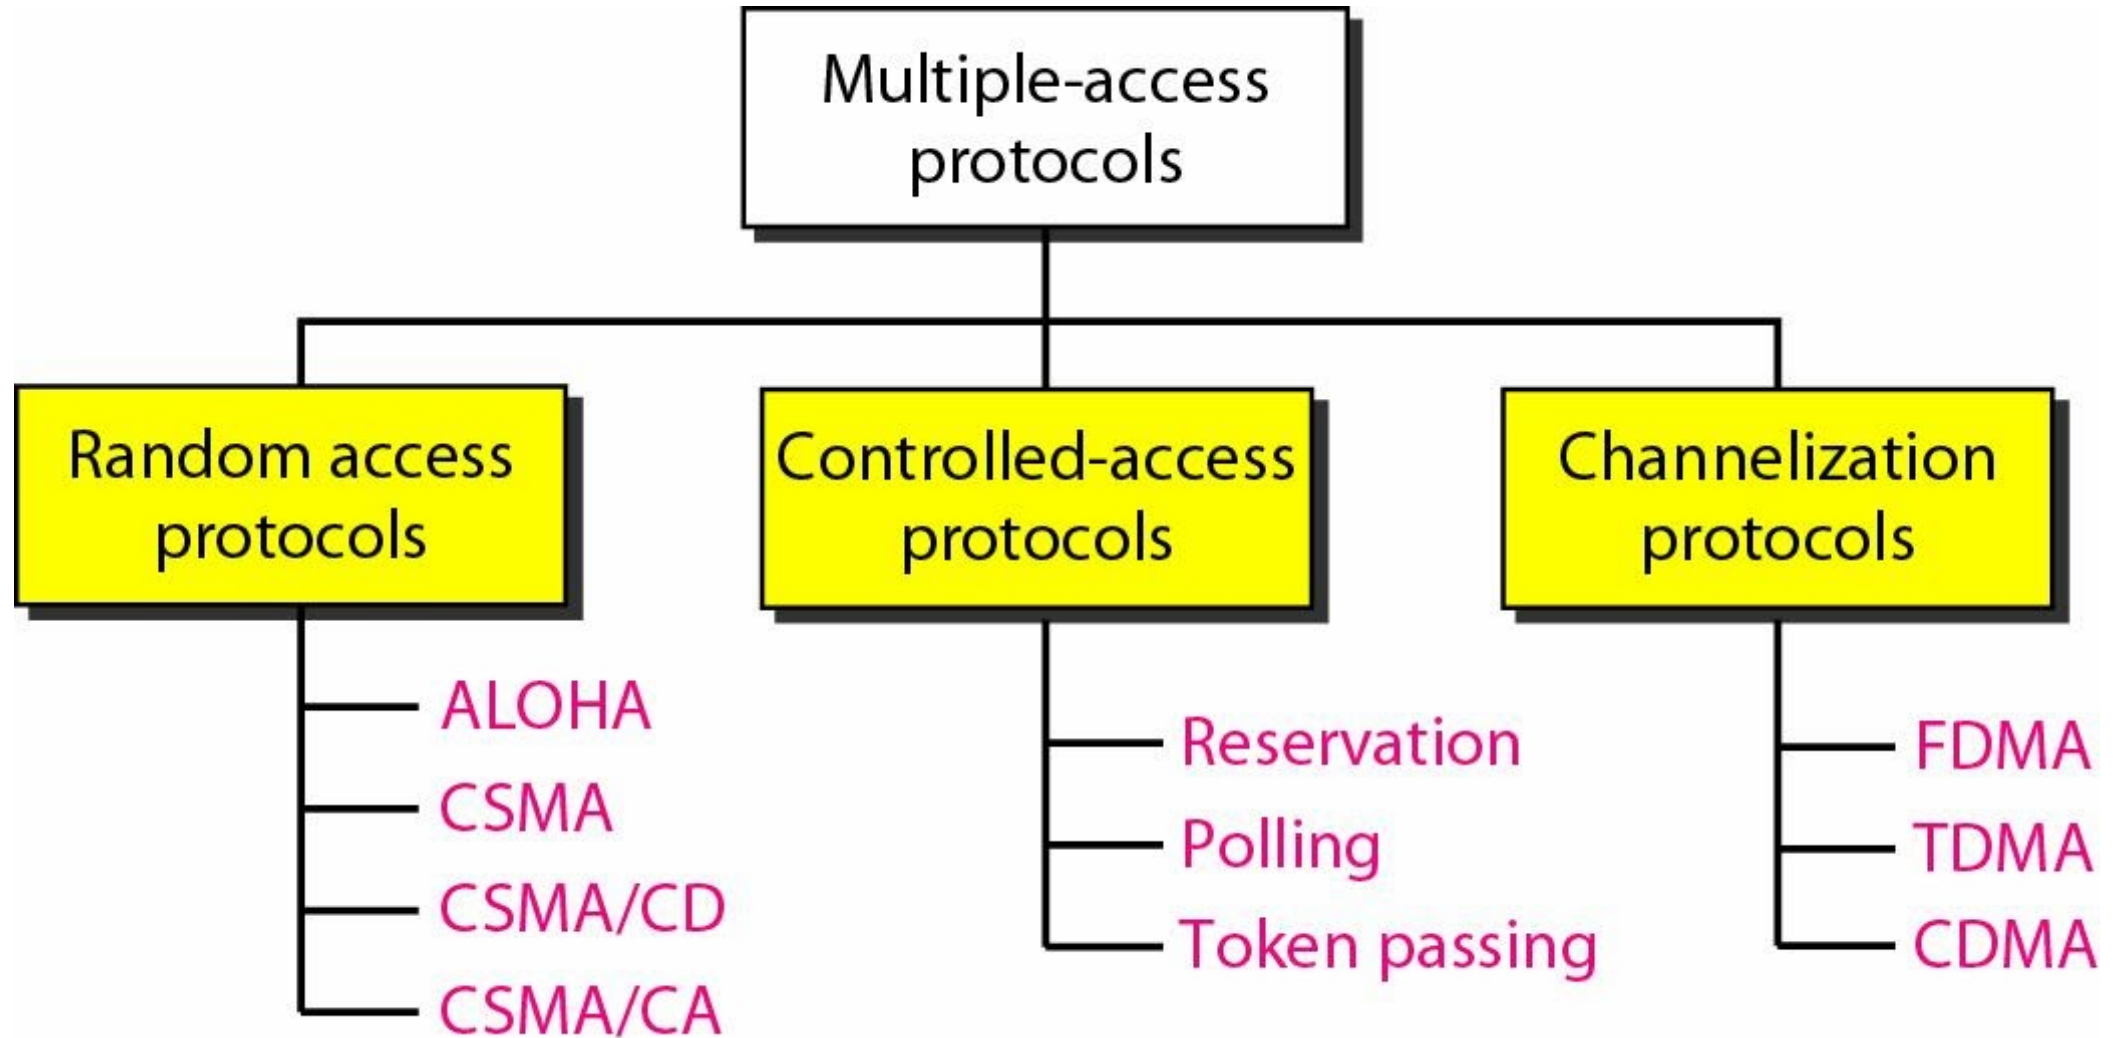 Multiple-access
protocols
Random access
protocols
ALOHA
CSMA
CSMA/CD
CSMA/CA
Controlled-access
protocols
Reservation
Polling
Token passing
Channelization
protocols
FDMA
TDMA
CDMA